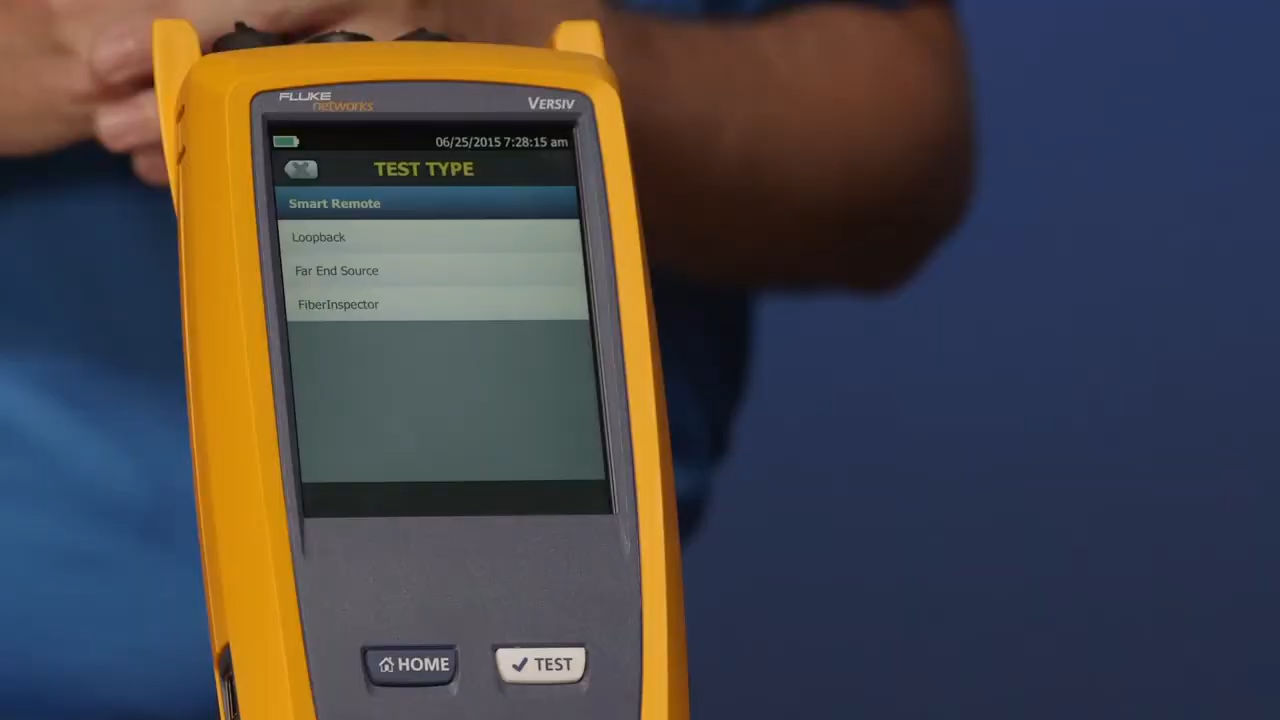 FLUKE
networks
VERSIV
06/25/2015 7:28:15 am
TEST TYPE
Smart Remote
Loopback
Far End Source
FiberInspector
HOME
TEST